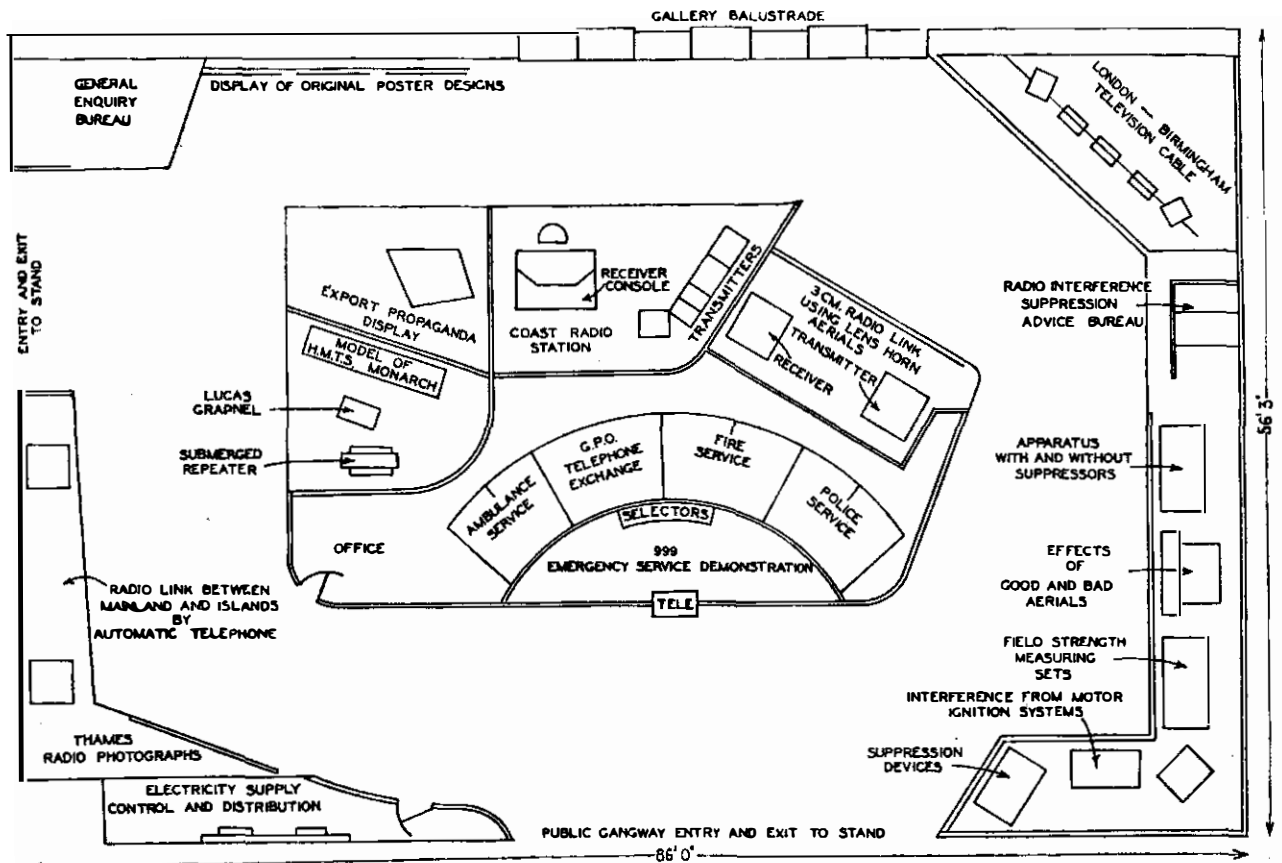 GALLERY BALUSTRADE
GENERAL
ENQUIRY
BUREAU
DISPLAY OF ORIGINAL POSTER DESIGNS
LONDON — BIRMINGHAM
TELEVISION CABLE
ENTRY AND EXIT
TO STAND
EXPORT PROPAGANDA
DISPLAY
MODEL OF
H.M.T.S. MONARCH
RECEIVER
CONSOLE
COAST RADIO
STATION
TRANSMITTERS
3CM. RADIO LINK
USING LENS HORN
AERIALS
TRANSMITTER
RECEIVER
RADIO INTERFERENCE
SUPPRESSION
ADVICE BUREAU
LUCAS
GRAPNEL
SUBMERGED
REPEATER
AMBULANCE
SERVICE
G.P.O.
TELEPHONE
EXCHANGE
FIRE
SERVICE
POLICE
SERVICE
SELECTORS
999
EMERGENCY SERVICE DEMONSTRATION
TELE
OFFICE
APPARATUS
WITH AND WITHOUT
SUPPRESSORS
56' 3"
EFFECTS
OF
GOOD AND BAD
AERIALS
RADIO LINK BETWEEN
MAINLAND AND ISLANDS
BY
AUTOMATIC TELEPHONE
FIELD STRENGTH
MEASURING
SETS
INTERFERENCE FROM MOTOR
IGNITION SYSTEMS
SUPPRESSION
DEVICES
THAMES
RADIO PHOTOGRAPHS
ELECTRICITY SUPPLY
CONTROL AND DISTRIBUTION
PUBLIC GANGWAY ENTRY AND EXIT TO STAND
86' 0"